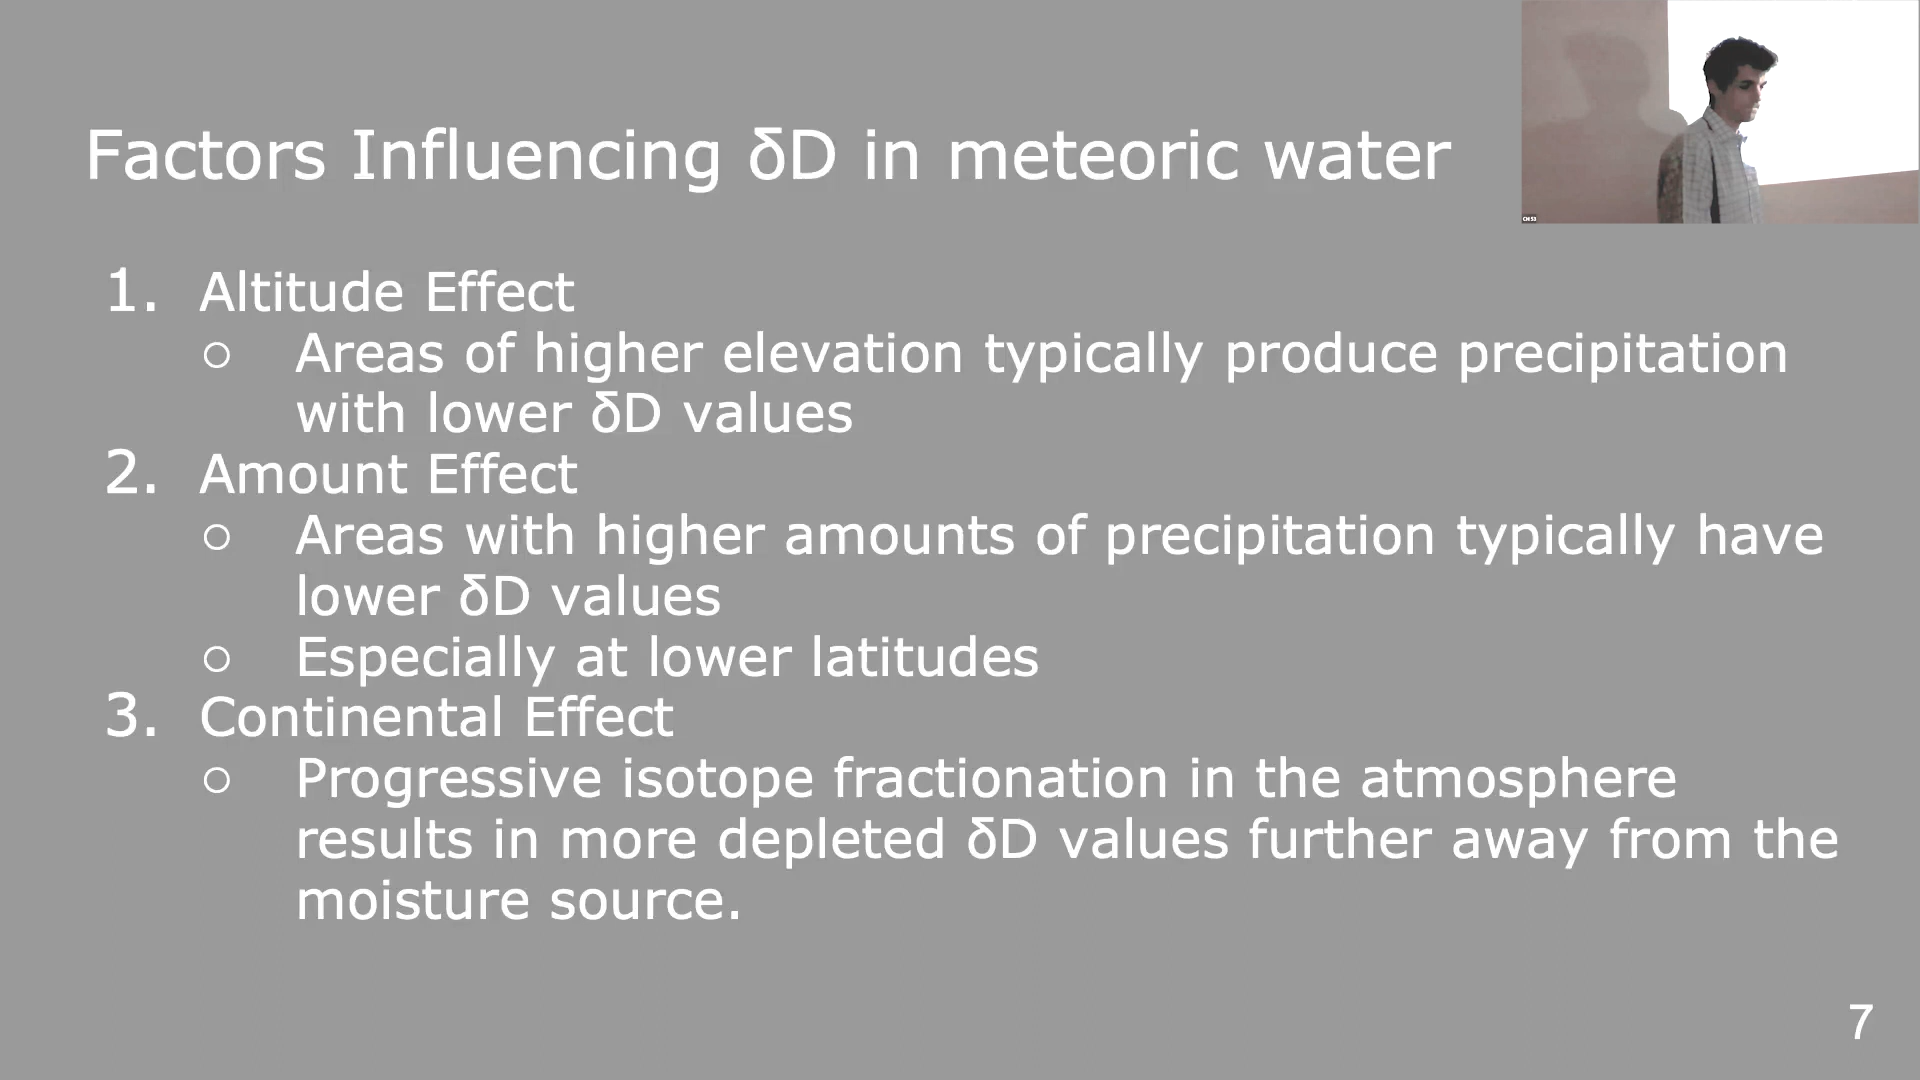 Factors Influencing δD in meteoric water
1. Altitude Effect
○ Areas of higher elevation typically produce precipitation
with lower δD values
2. Amount Effect
○ Areas with higher amounts of precipitation typically have
lower δD values
○ Especially at lower latitudes
3. Continental Effect
○ Progressive isotope fractionation in the atmosphere
results in more depleted δD values further away from the
moisture source.
7